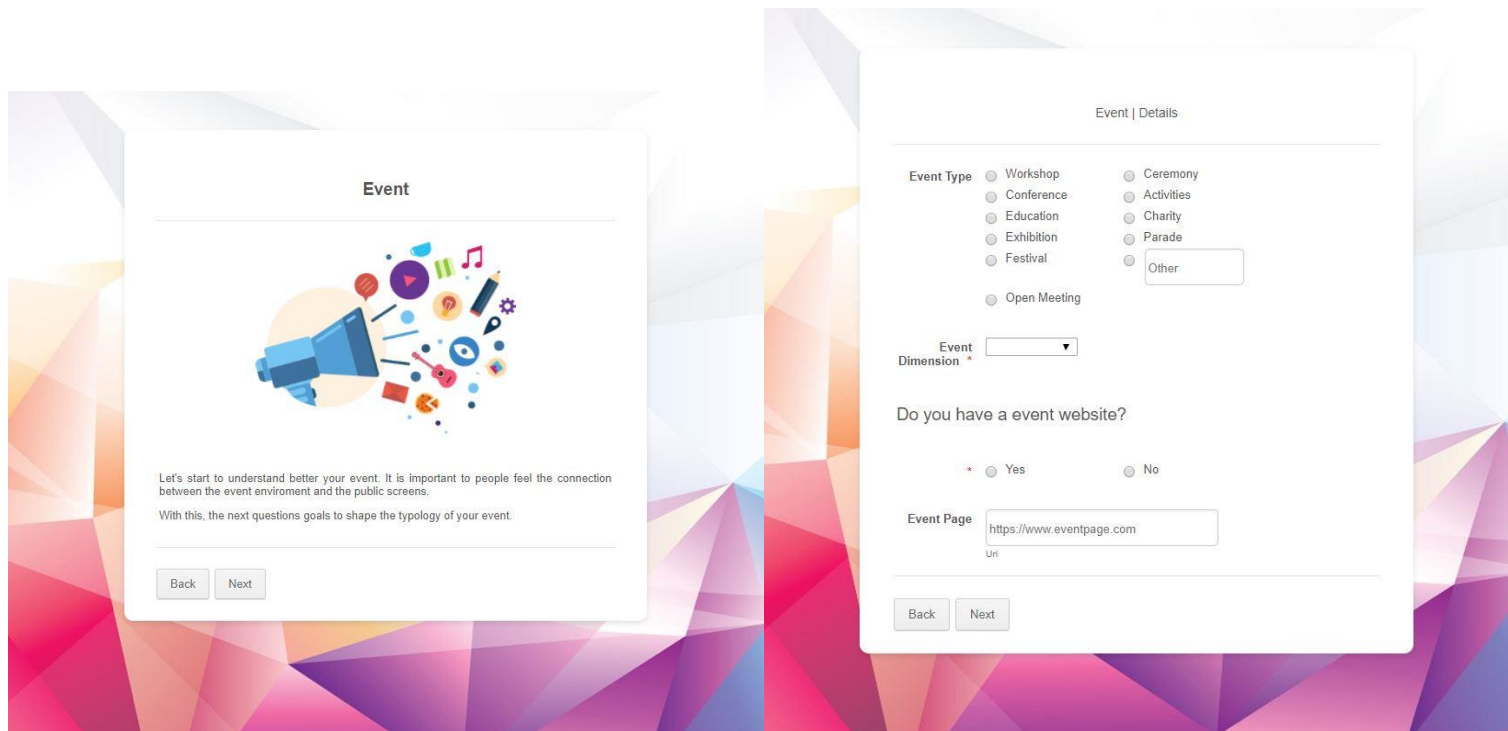 Event
Let's start to understand better your event. It is important to people feel the connection
between the event enviroment and the public screens.
With this, the next questions goals to shape the typology of your event.
Back Next
Event | Details
Event Type Workshop Ceremony
Conference Activities
Education Charity
Exhibition Parade
Festival Other
Open Meeting
Event
Dimension *
Do you have a event website?
* Yes No
Event Page https://www.eventpage.com
Url
Back Next